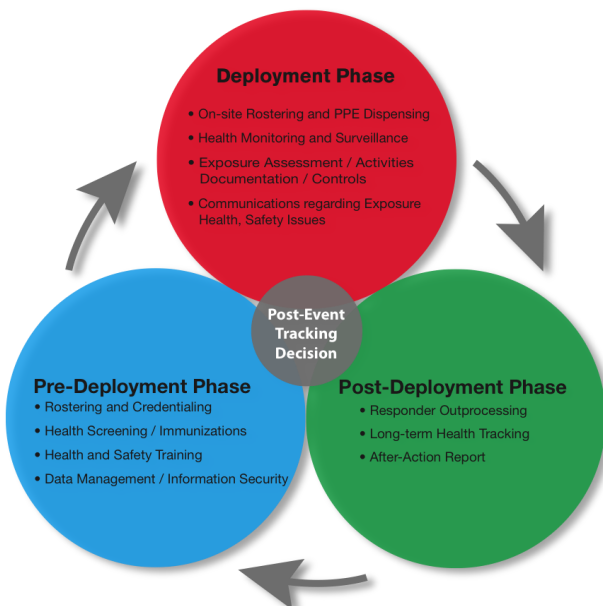 Deployment Phase
• On-site Rostering and PPE Dispensing
• Health Monitoring and Surveillance
• Exposure Assessment / Activities
Documentation / Controls
• Communications regarding Exposure
Health, Safety Issues
Post-Event
Tracking
Decision
Pre-Deployment Phase
• Rostering and Credentialing
• Health Screening / Immunizations
• Health and Safety Training
• Data Management / Information Security
Post-Deployment Phase
• Responder Outprocessing
• Long-term Health Tracking
• After-Action Report